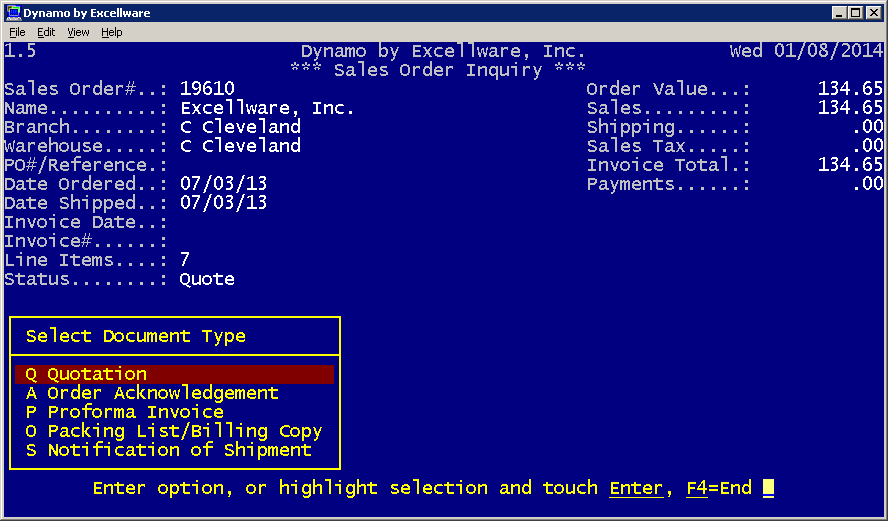 Dynamo by Excellware
File Edit View Help
1.5 Dynamo by Excellware, Inc. Wed 01/08/2014
*** Sales Order Inquiry ***
Sales Order#..: 19610 Order Value...: 134.65
Name..........: Excellware, Inc. Sales.........: 134.65
Branch........: C Cleveland Shipping......: .00
Warehouse.....: C Cleveland Sales Tax.....: .00
PO#/Reference.: Invoice Total.: 134.65
Date Ordered..: 07/03/13 Payments......: .00
Date Shipped..: 07/03/13
Invoice Date..:
Invoice#......:
Line Items....: 7
Status........: Quote
Select Document Type
Q Quotation
A Order Acknowledgement
P Proforma Invoice
O Packing List/Billing Copy
S Notification of Shipment
Enter option, or highlight selection and touch Enter, F4=End